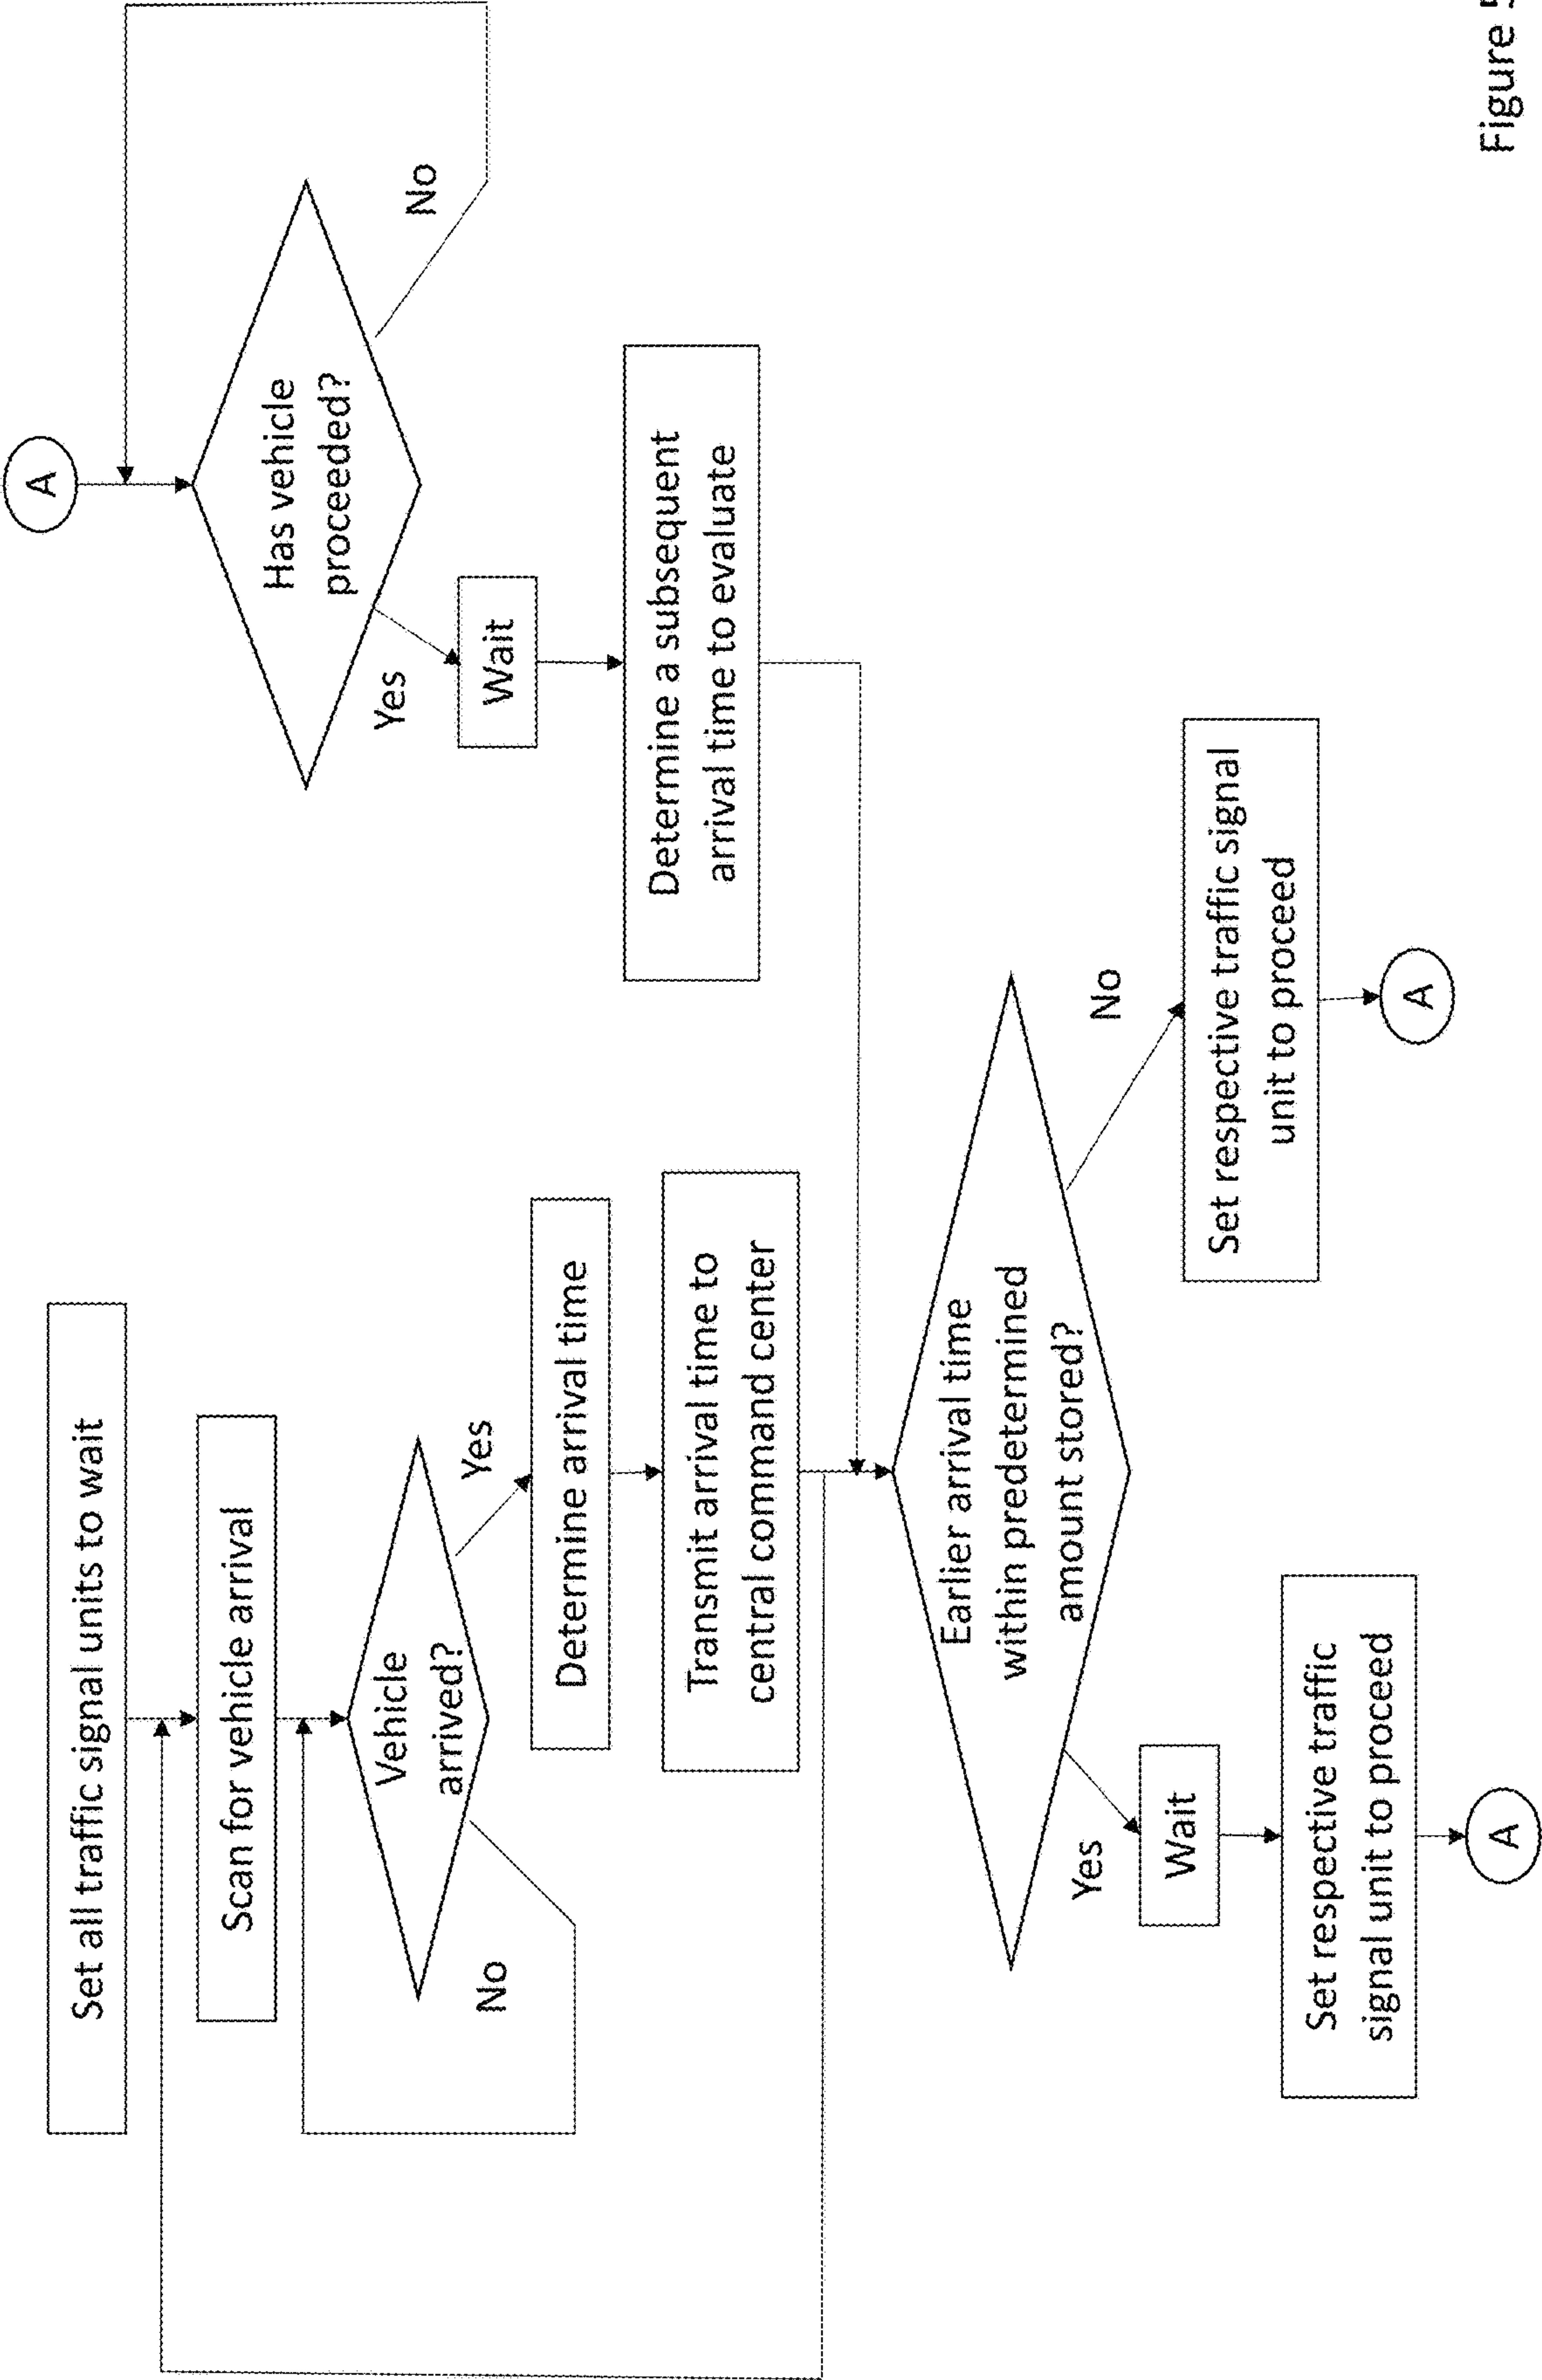 Set all traffic signal units to wait
Scan for vehicle arrival
Vehicle
arrived?
No
Yes
Determine arrival time
Transmit arrival time to
central command center
Earlier arrival time
within predetermined
amount stored?
Yes
No
Wait
Set respective traffic
signal unit to proceed
A
Set respective traffic signal
unit to proceed
A
A
Has vehicle
proceeded?
Yes
No
Wait
Determine a subsequent
arrival time to evaluate
Figure 5